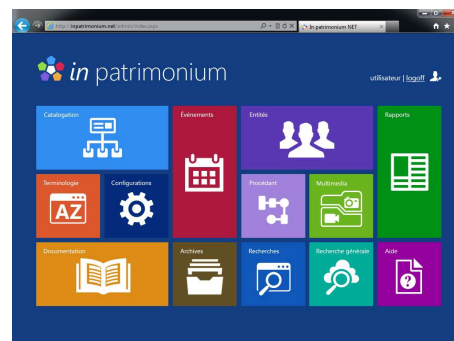 http://inpatrimonium.net/admin/index.aspx
In patrimonium NET
in patrimonium
utilisateur | logoff
Catalogation
Événements
Entités
Rapports
Terminologie
Configurations
Procédant
Multimedia
AZ
Documentation
Archives
Recherches
Recherche générale
Aide
?